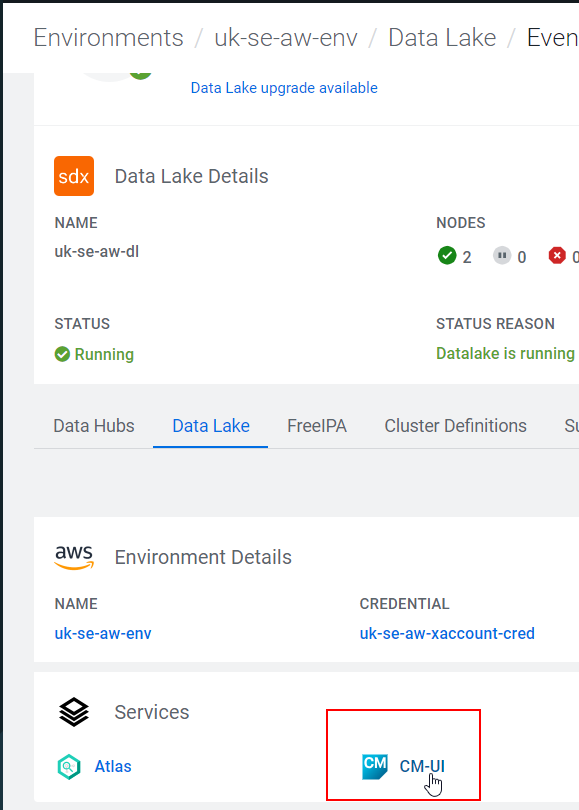 Environments / uk-se-aw-env / Data Lake / Even
Data Lake upgrade available
sdx Data Lake Details
NAME NODES
uk-se-aw-dl 2 0 0
STATUS STATUS REASON
Running Datalake is running
Data Hubs Data Lake FreeIPA Cluster Definitions Su
aws Environment Details
NAME CREDENTIAL
uk-se-aw-env uk-se-aw-xaccount-cred
Services
Atlas CM CM-UI